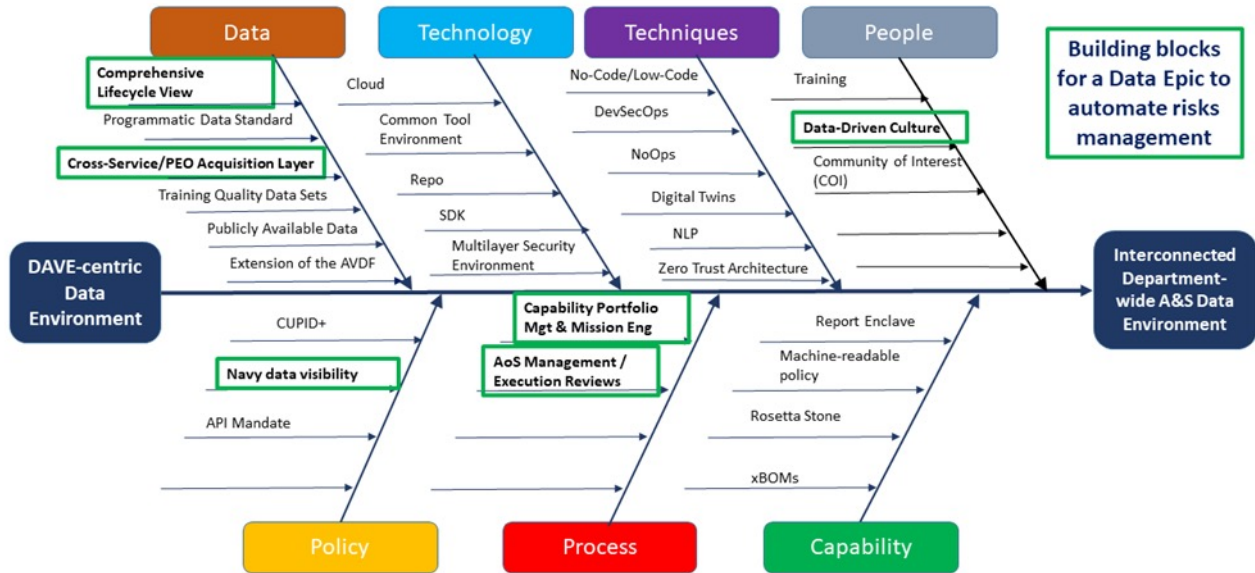 Data
Technology
Techniques
People
Building blocks
for a Data Epic to
automate risks
management
Comprehensive
Lifecycle View
Programmatic Data Standard
Cross-Service/PEO Acquisition Layer
Training Quality Data Sets
Publicly Available Data
Extension of the AVDF
Cloud
Common Tool
Environment
Repo
SDK
Multilayer Security
Environment
No-Code/Low-Code
DevSecOps
NoOps
Digital Twins
NLP
Zero Trust Architecture
Training
Data-Driven Culture
Community of Interest
(COI)
DAVE-centric
Data
Environment
Interconnected
Department-
wide A&S Data
Environment
CUPID+
Navy data visibility
API Mandate
Capability Portfolio
Mgt & Mission Eng
AoS Management /
Execution Reviews
Report Enclave
Machine-readable
policy
Rosetta Stone
xBOMs
Policy
Process
Capability